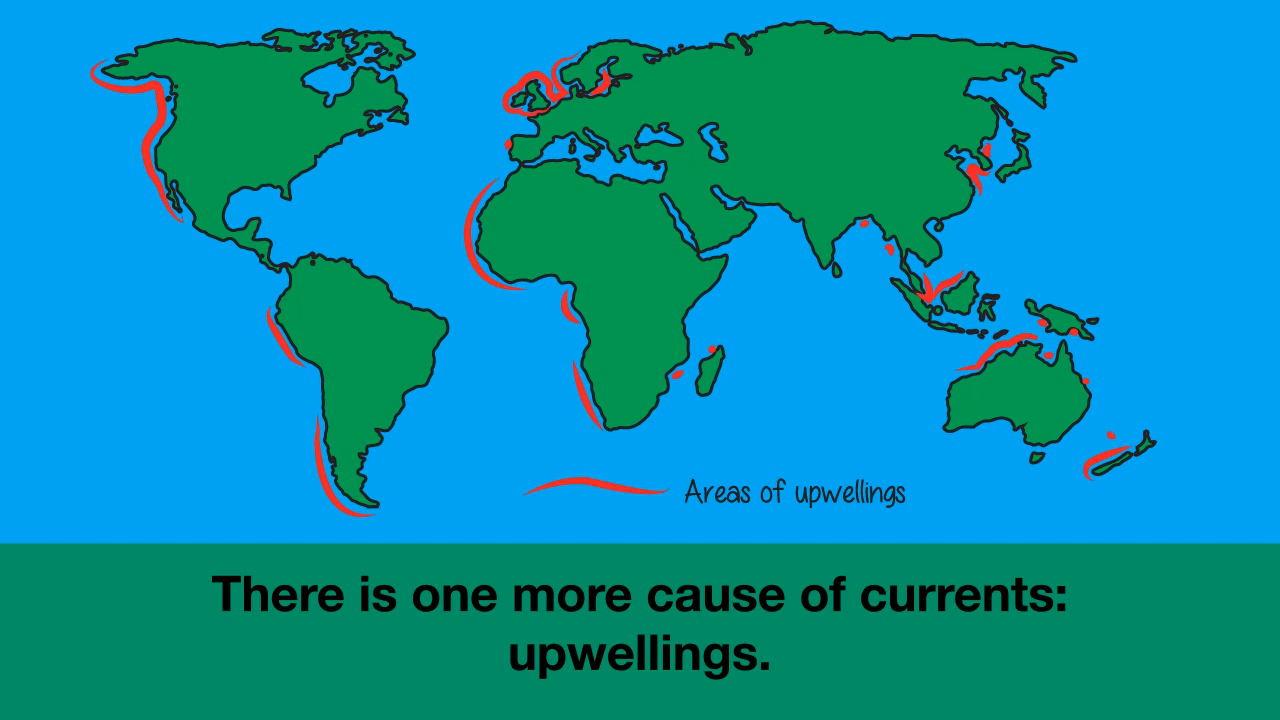 Areas of upwellings
There is one more cause of currents:
upwellings.